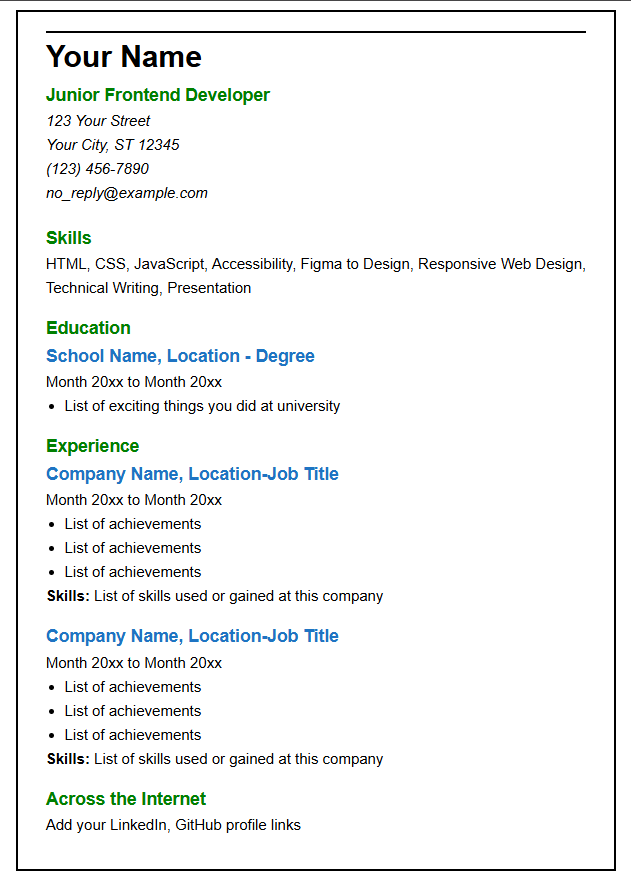 Your Name
Junior Frontend Developer
123 Your Street
Your City, ST 12345
(123) 456-7890
no_reply@example.com
Skills
HTML, CSS, JavaScript, Accessibility, Figma to Design, Responsive Web Design,
Technical Writing, Presentation
Education
School Name, Location - Degree
Month 20xx to Month 20xx
• List of exciting things you did at university
Experience
Company Name, Location-Job Title
Month 20xx to Month 20xx
• List of achievements
• List of achievements
• List of achievements
Skills: List of skills used or gained at this company
Company Name, Location-Job Title
Month 20xx to Month 20xx
• List of achievements
• List of achievements
• List of achievements
Skills: List of skills used or gained at this company
Across the Internet
Add your LinkedIn, GitHub profile links